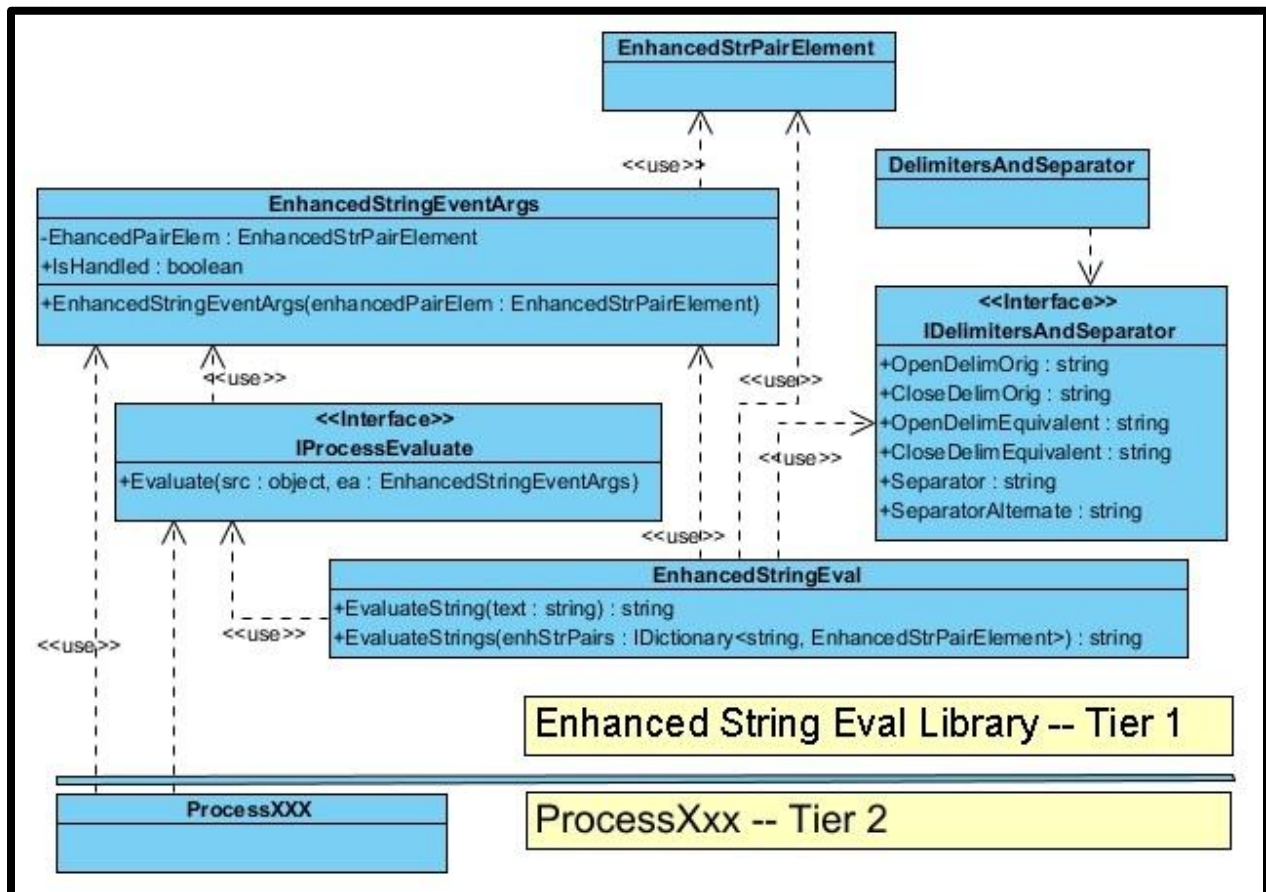 EnhancedStrPairElement
<<use>>
DelimitersAndSeparator
EnhancedStringEventArgs
-EhancedPairElem : EnhancedStrPairElement
+IsHandled : boolean
+EnhancedStringEventArgs(enhancedPairElem : EnhancedStrPairElement)
<<Interface>>
IDelimitersAndSeparator
+OpenDelimOrig : string
+CloseDelimOrig : string
+OpenDelimEquivalent : string
+CloseDelimEquivalent : string
+Separator : string
+SeparatorAlternate : string
<<use>>
<<use>>
<<Interface>>
IProcessEvaluate
+Evaluate(src : object, ea : EnhancedStringEventArgs)
<<use>>
<<use>>
EnhancedStringEval
+EvaluateString(text : string) : string
+EvaluateStrings(enhStrPairs : IDictionary<string, EnhancedStrPairElement>) : string
<<use>>
<<use>>
Enhanced String Eval Library -- Tier 1
ProcessXXX
ProcessXxx -- Tier 2